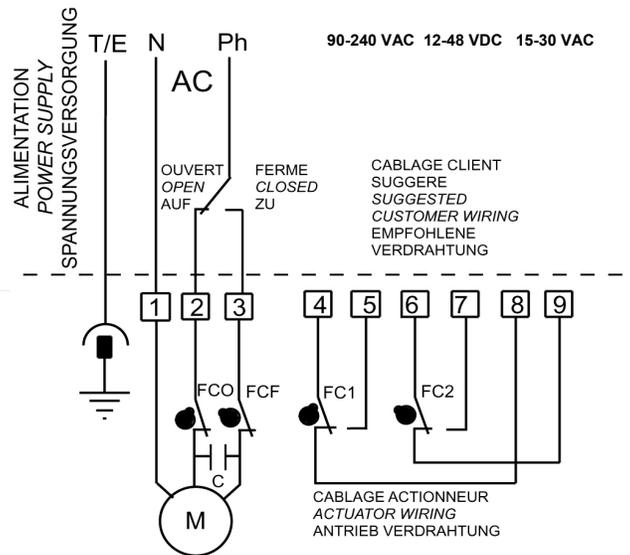 ALIMENTATION
POWER SUPPLY
SPANNUNGSVERSORGUNG
T/E N Ph
90-240 VAC 12-48 VDC 15-30 VAC
AC
OUVERT
OPEN
AUF
FERME
CLOSED
ZU
CABLAGE CLIENT
SUGGERE
SUGGESTED
CUSTOMER WIRING
EMPFOHLENE
VERDRAHTUNG
1 2 3 4 5 6 7 8 9
FCO FCF FC1 FC2
C
M
CABLAGE ACTIONNEUR
ACTUATOR WIRING
ANTRIEB VERDRAHTUNG